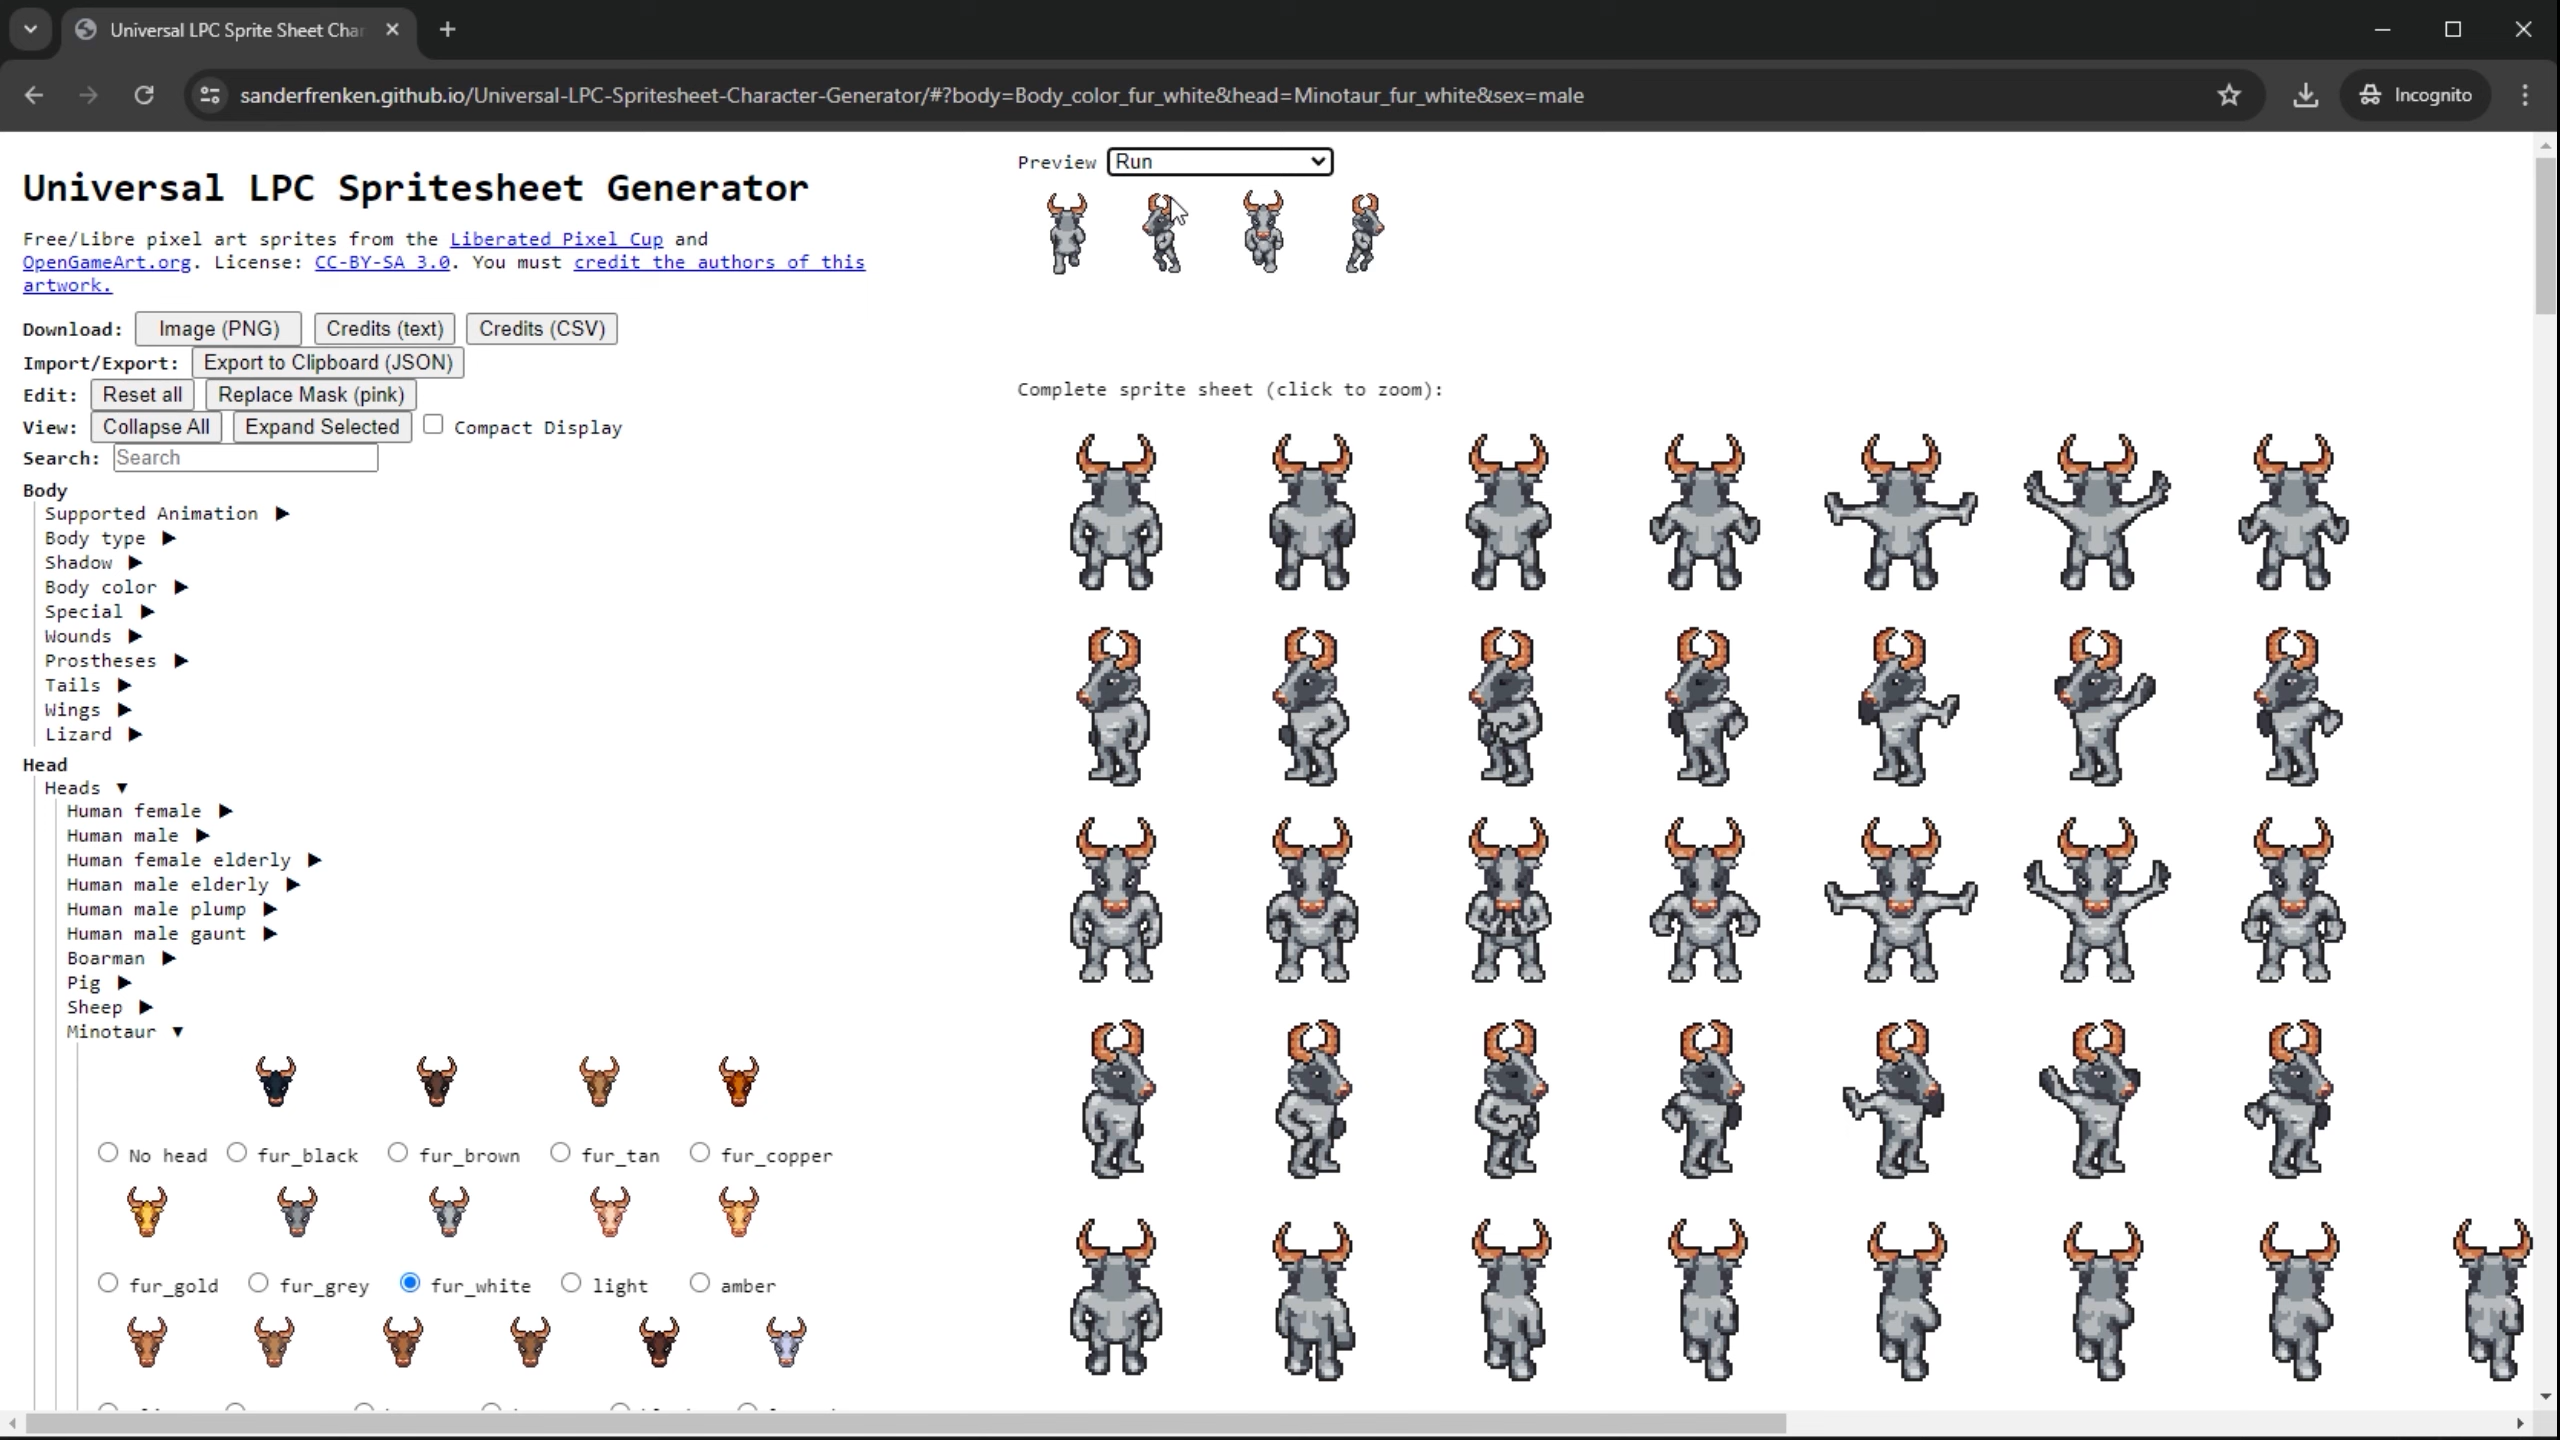 Universal LPC Sprite Sheet Char
sanderfrenken.github.io/Universal-LPC-Spritesheet-Character-Generator/#?body=Body_color_fur_white&head=Minotaur_fur_white&sex=male
Incognito
Universal LPC Spritesheet Generator
Free/Libre pixel art sprites from the Liberated Pixel Cup and
OpenGameArt.org. License: CC-BY-SA 3.0. You must credit the authors of this
artwork.
Download: Image (PNG) Credits (text) Credits (CSV)
Import/Export: Export to Clipboard (JSON)
Edit: Reset all Replace Mask (pink)
View: Collapse All Expand Selected Compact Display
Search: Search
Body
Supported Animation
Body type
Shadow
Body color
Special
Wounds
Prostheses
Tails
Wings
Lizard
Head
Heads
Human female
Human male
Human female elderly
Human male elderly
Human male plump
Human male gaunt
Boarman
Pig
Sheep
Minotaur
No head fur_black fur_brown fur_tan fur_copper
fur_gold fur_grey fur_white light amber
Preview Run
Complete sprite sheet (click to zoom):